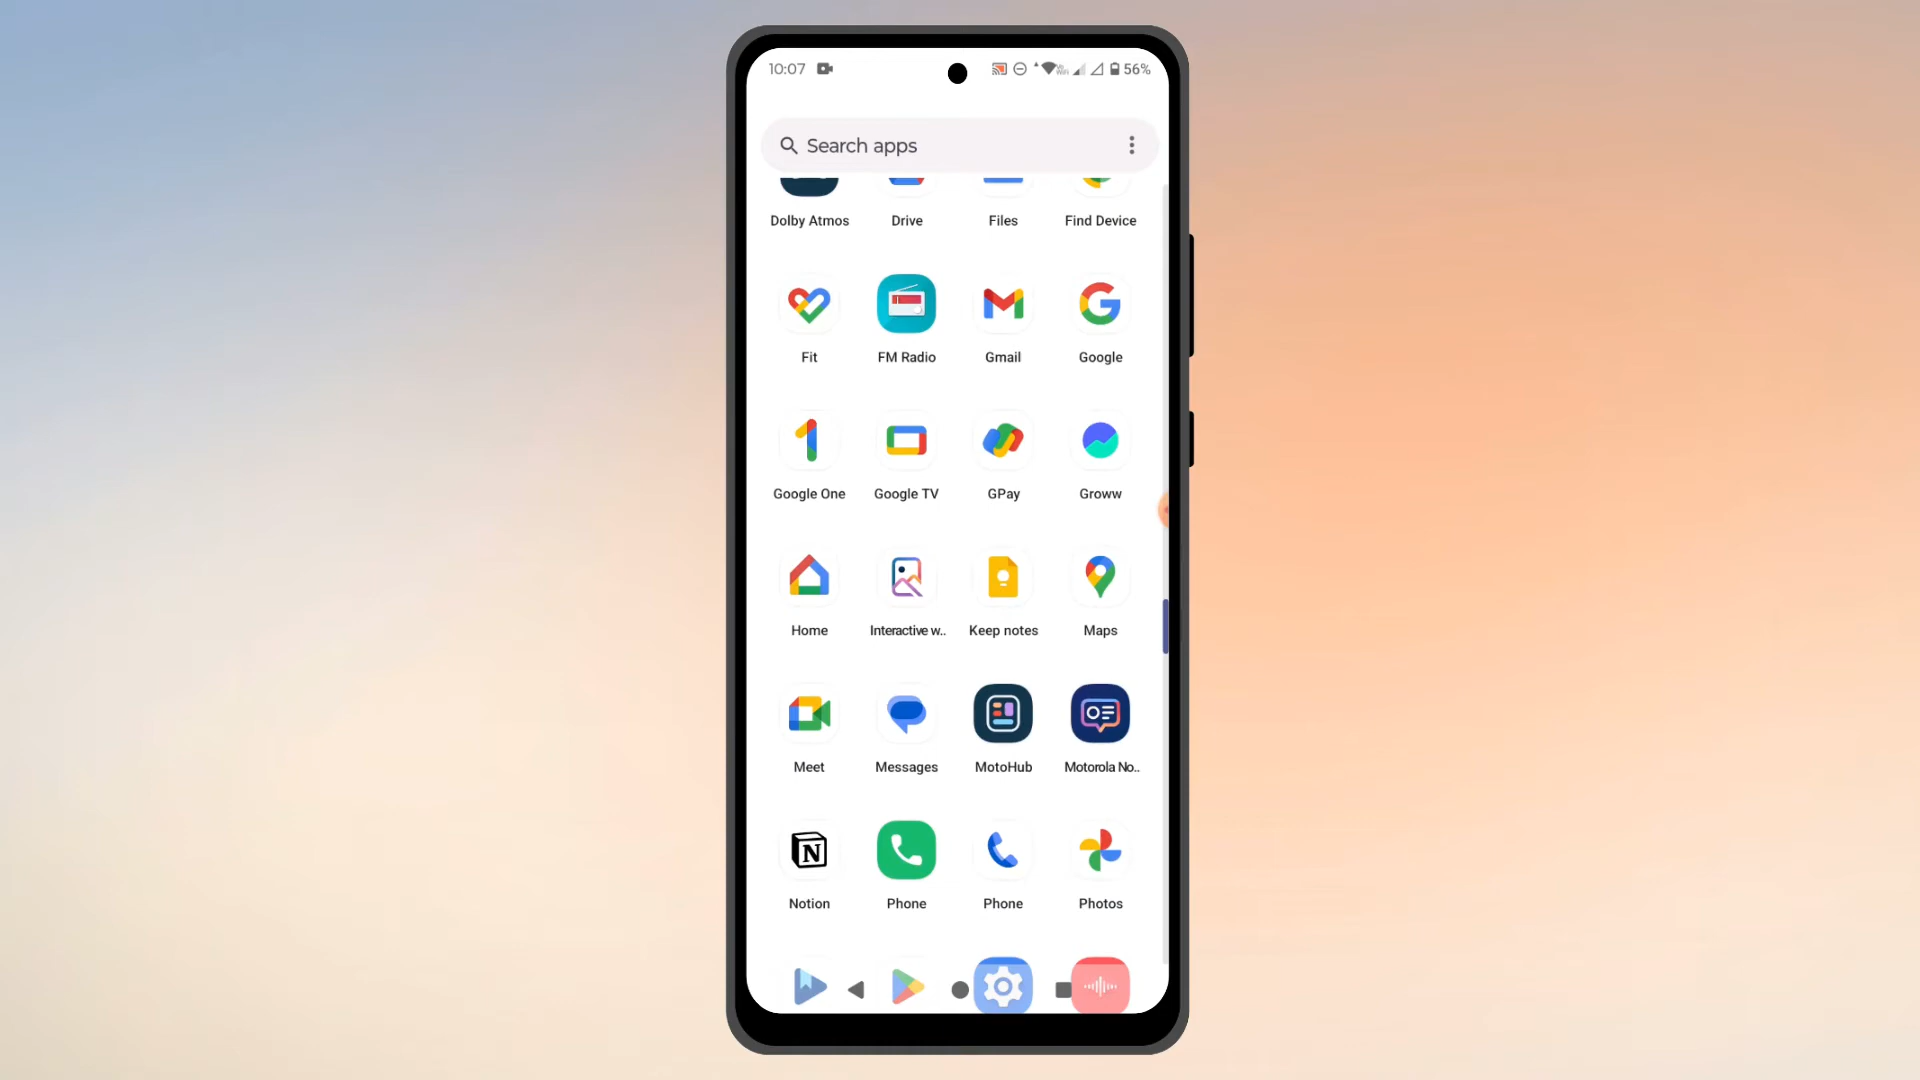 10:07 56%
Search apps
Dolby Atmos Drive Files Find Device
Fit FM Radio Gmail Google
Google One Google TV GPay Groww
Home Interactive w.. Keep notes Maps
Meet Messages MotoHub Motorola No..
Notion Phone Phone Photos